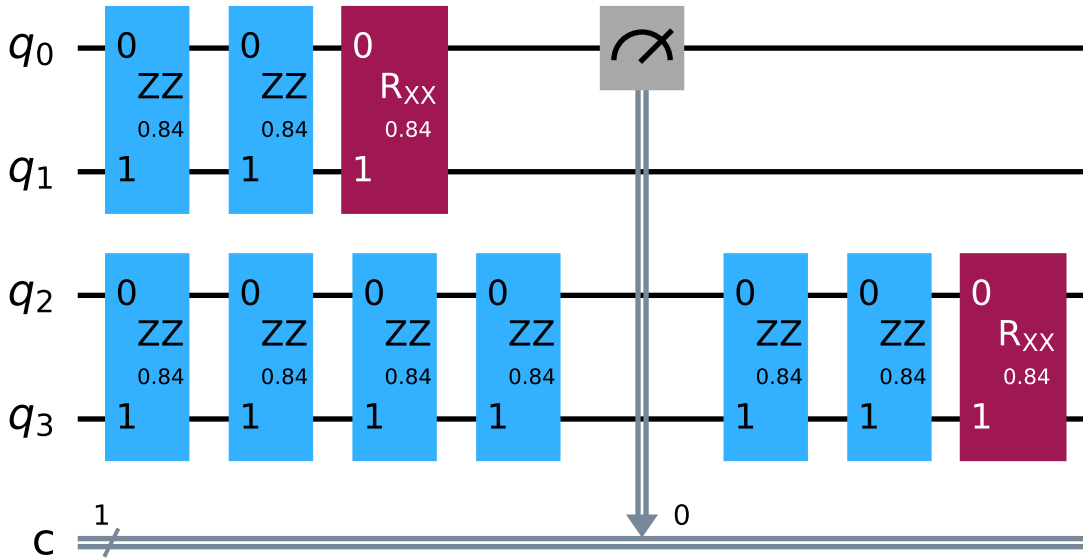 q0 0 0 0
ZZ ZZ RXX
0.84 0.84 0.84
q1 1 1 1
q2 0 0 0 0 0 0 0
ZZ ZZ ZZ ZZ ZZ ZZ RXX
0.84 0.84 0.84 0.84 0.84 0.84 0.84
q3 1 1 1 1 1 1 1
1 0
c